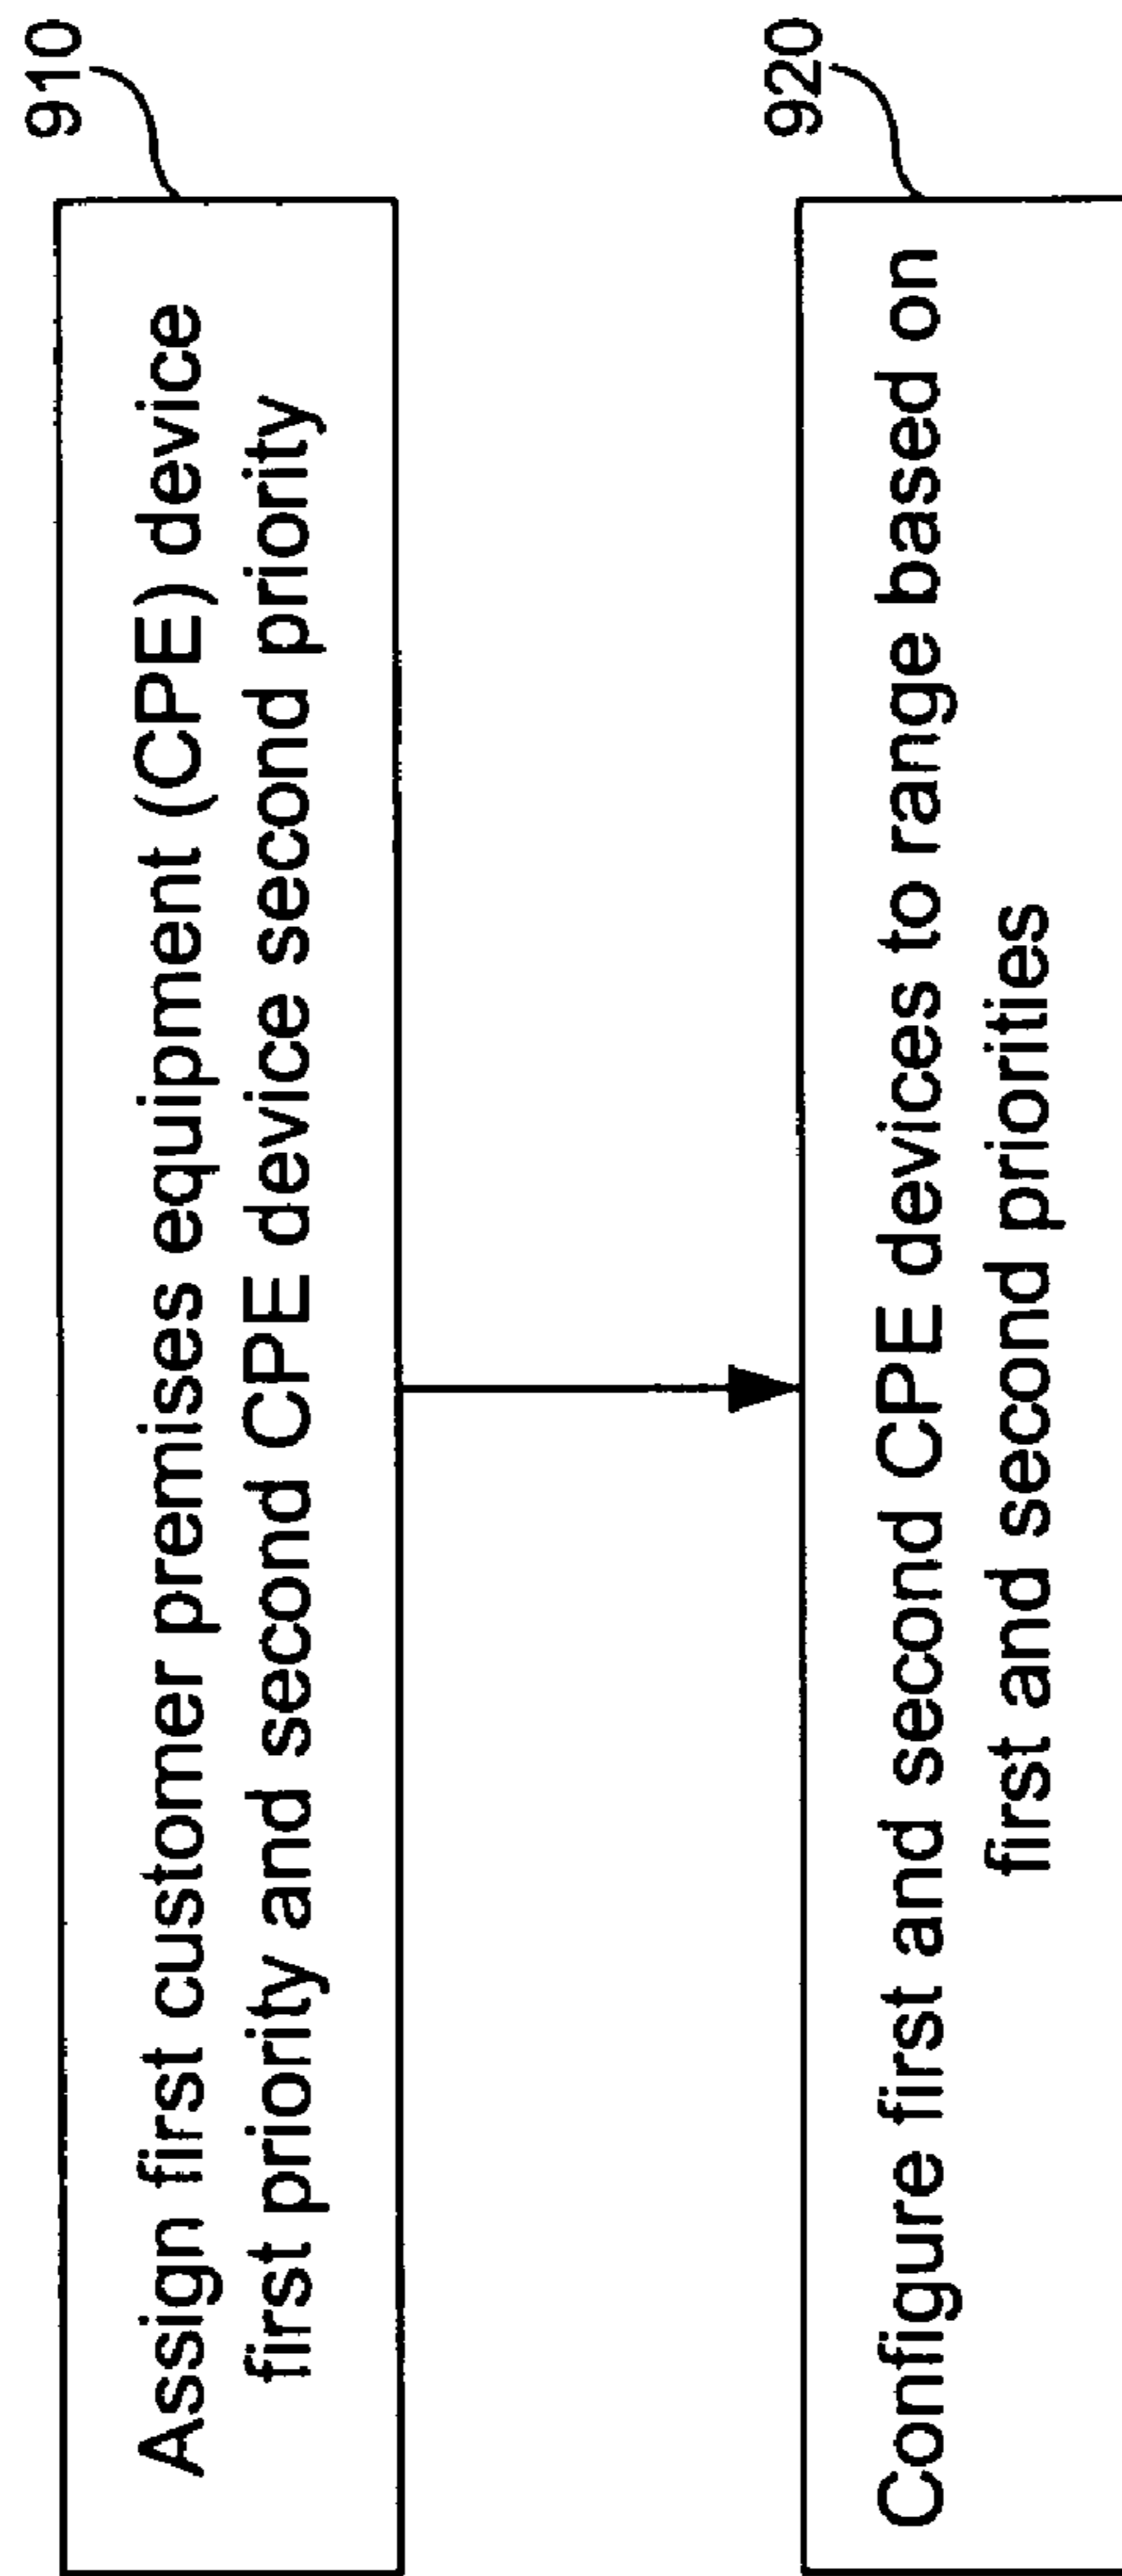 910
Assign first customer premises equipment (CPE) device
first priority and second CPE device second priority
920
Configure first and second CPE devices to range based on
first and second priorities